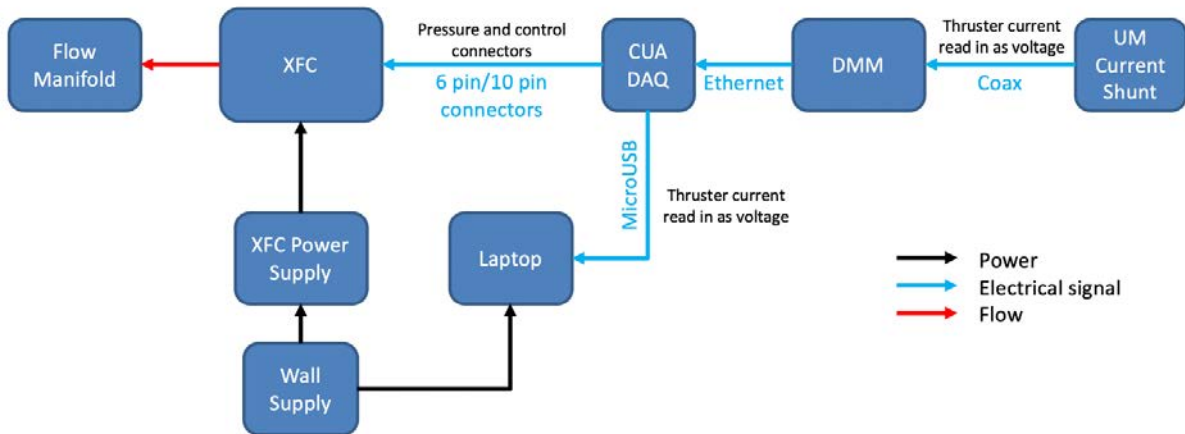 Flow
Manifold
XFC
Pressure and control
connectors
6 pin/10 pin
connectors
CUA
DAQ
Ethernet
DMM
Thruster current
read in as voltage
Coax
UM
Current
Shunt
MicroUSB
Thruster current
read in as voltage
XFC Power
Supply
Laptop
Wall
Supply
Power
Electrical signal
Flow